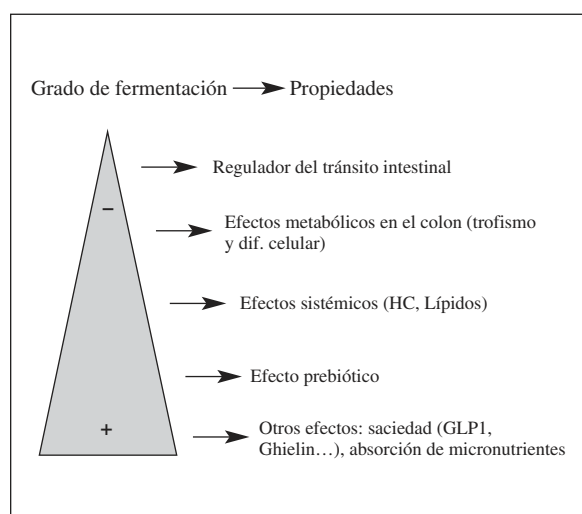 Grado de fermentación → Propiedades
Regulador del tránsito intestinal
−
Efectos metabólicos en el colon (trofismo
y dif. celular)
Efectos sistémicos (HC, Lípidos)
Efecto prebiótico
+
Otros efectos: saciedad (GLP1,
Ghielin…), absorción de micronutrientes